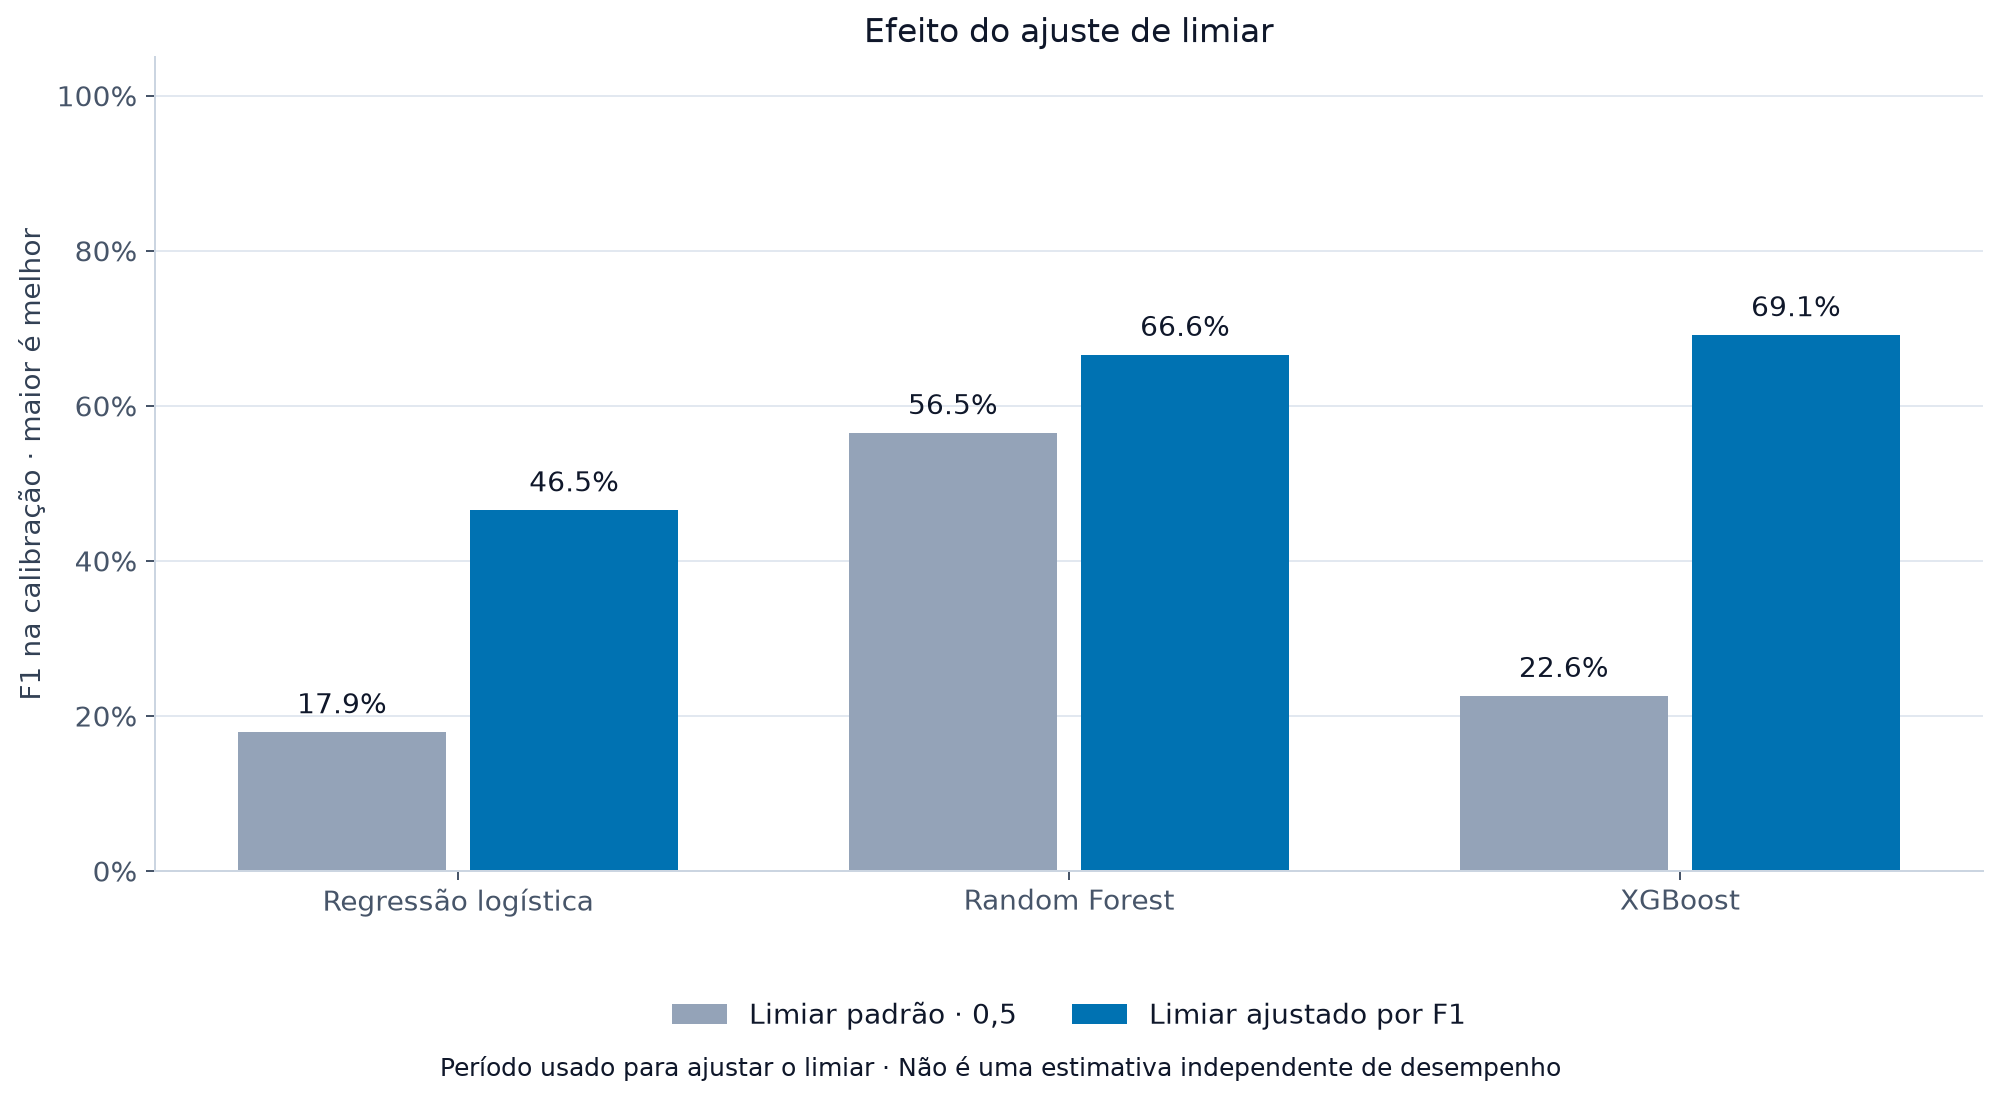 Efeito do ajuste de limiar
F1 na calibração · maior é melhor
100%
80%
60%
40%
20%
0%
17.9%
46.5%
56.5%
66.6%
22.6%
69.1%
Regressão logística
Random Forest
XGBoost
Limiar padrão · 0,5
Limiar ajustado por F1
Período usado para ajustar o limiar · Não é uma estimativa independente de desempenho